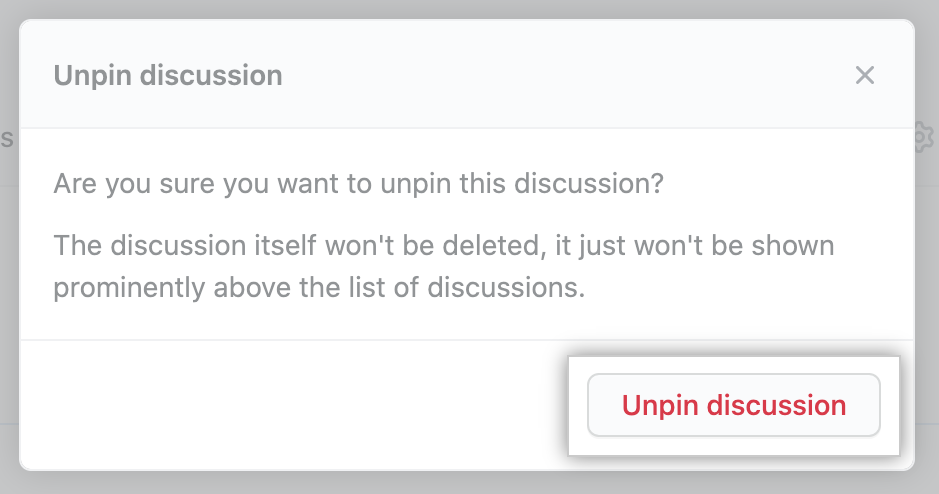 Unpin discussion
s
Are you sure you want to unpin this discussion?
The discussion itself won't be deleted, it just won't be shown
prominently above the list of discussions.
Unpin discussion